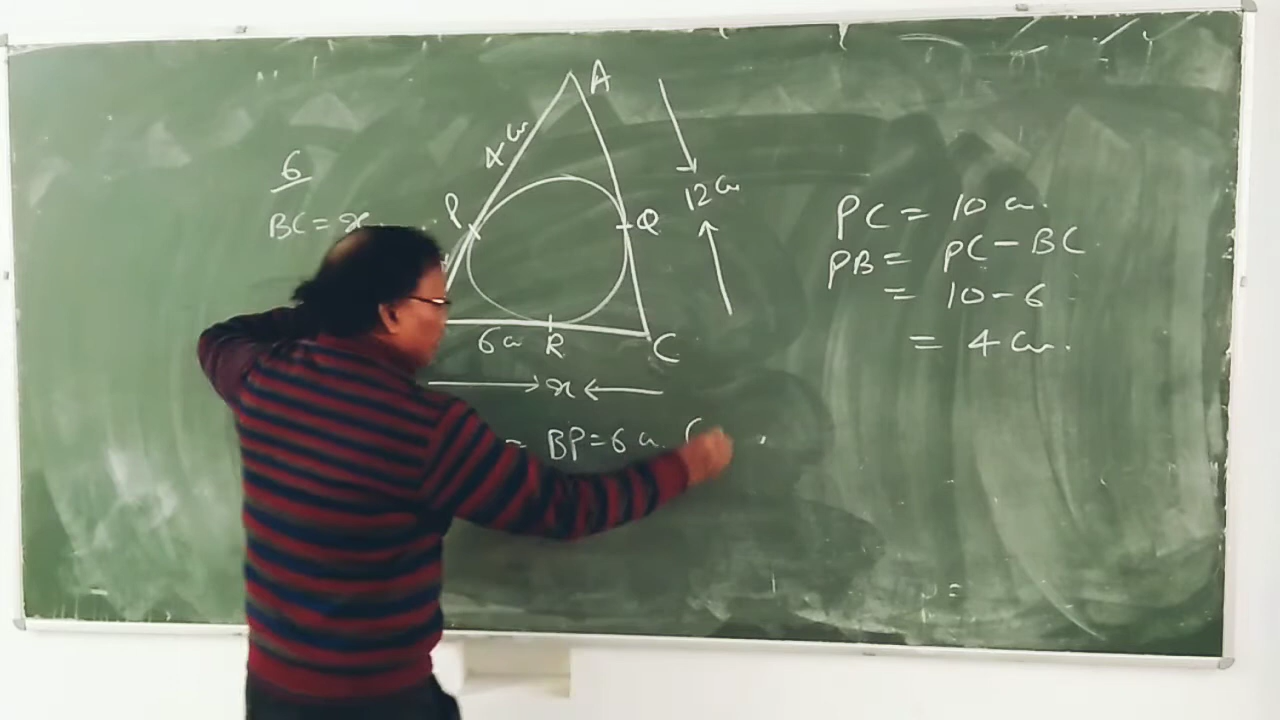 A
4 cm
6
BC = x
P
Q
12 cm
6 cm R
C
x
= BP = 6 cm (
PC = 10 cm.
PB = PC - BC
= 10 - 6
= 4 cm.